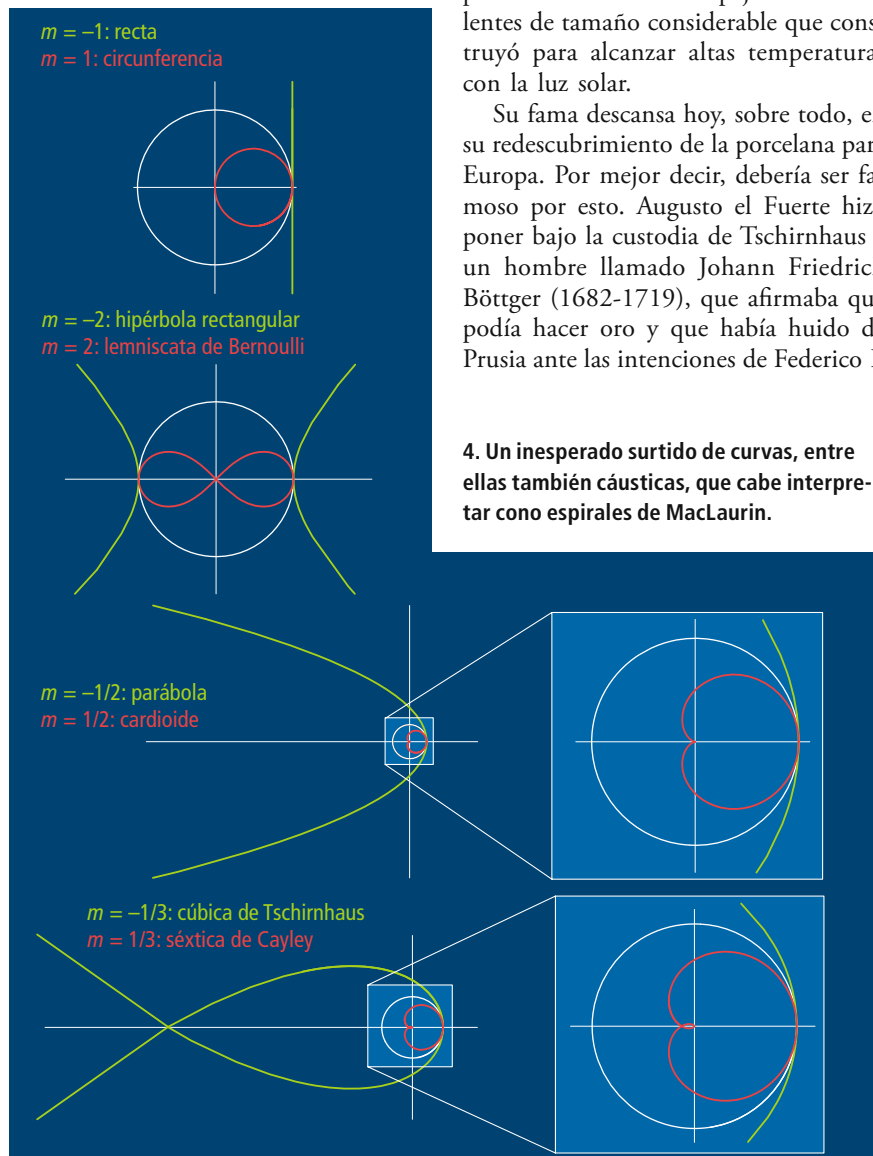 m = –1: recta
m = 1: circunferencia
m = –2: hipérbola rectangular
m = 2: lemniscata de Bernoulli
m = –1/2: parábola
m = 1/2: cardioide
m = –1/3: cúbica de Tschirnhaus
m = 1/3: séxtica de Cayley
lentes de tamaño considerable que cons
truyó para alcanzar altas temperatura
con la luz solar.
Su fama descansa hoy, sobre todo, e
su redescubrimiento de la porcelana par
Europa. Por mejor decir, debería ser fa
moso por esto. Augusto el Fuerte hiz
poner bajo la custodia de Tschirnhaus
un hombre llamado Johann Friedric
Böttger (1682-1719), que afirmaba qu
podía hacer oro y que había huido d
Prusia ante las intenciones de Federico
4. Un inesperado surtido de curvas, entre
ellas también cáusticas, que cabe interpre-
tar cono espirales de MacLaurin.